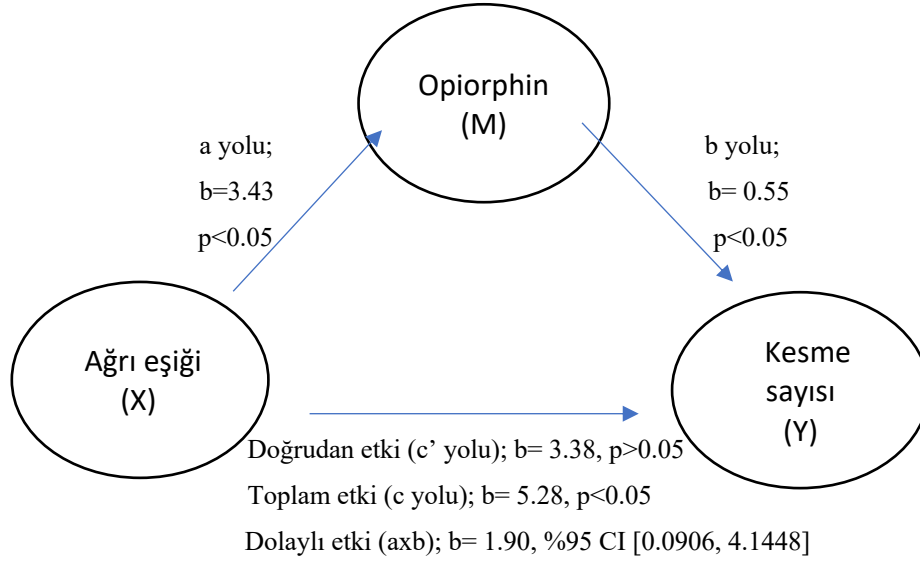 Opiorphin
(M)
a yolu;
b=3.43
p<0.05
b yolu;
b= 0.55
p<0.05
Ağrı eşiği
(X)
Kesme
sayısı
(Y)
Doğrudan etki (c’ yolu); b= 3.38, p>0.05
Toplam etki (c yolu); b= 5.28, p<0.05
Dolaylı etki (axb); b= 1.90, %95 CI [0.0906, 4.1448]